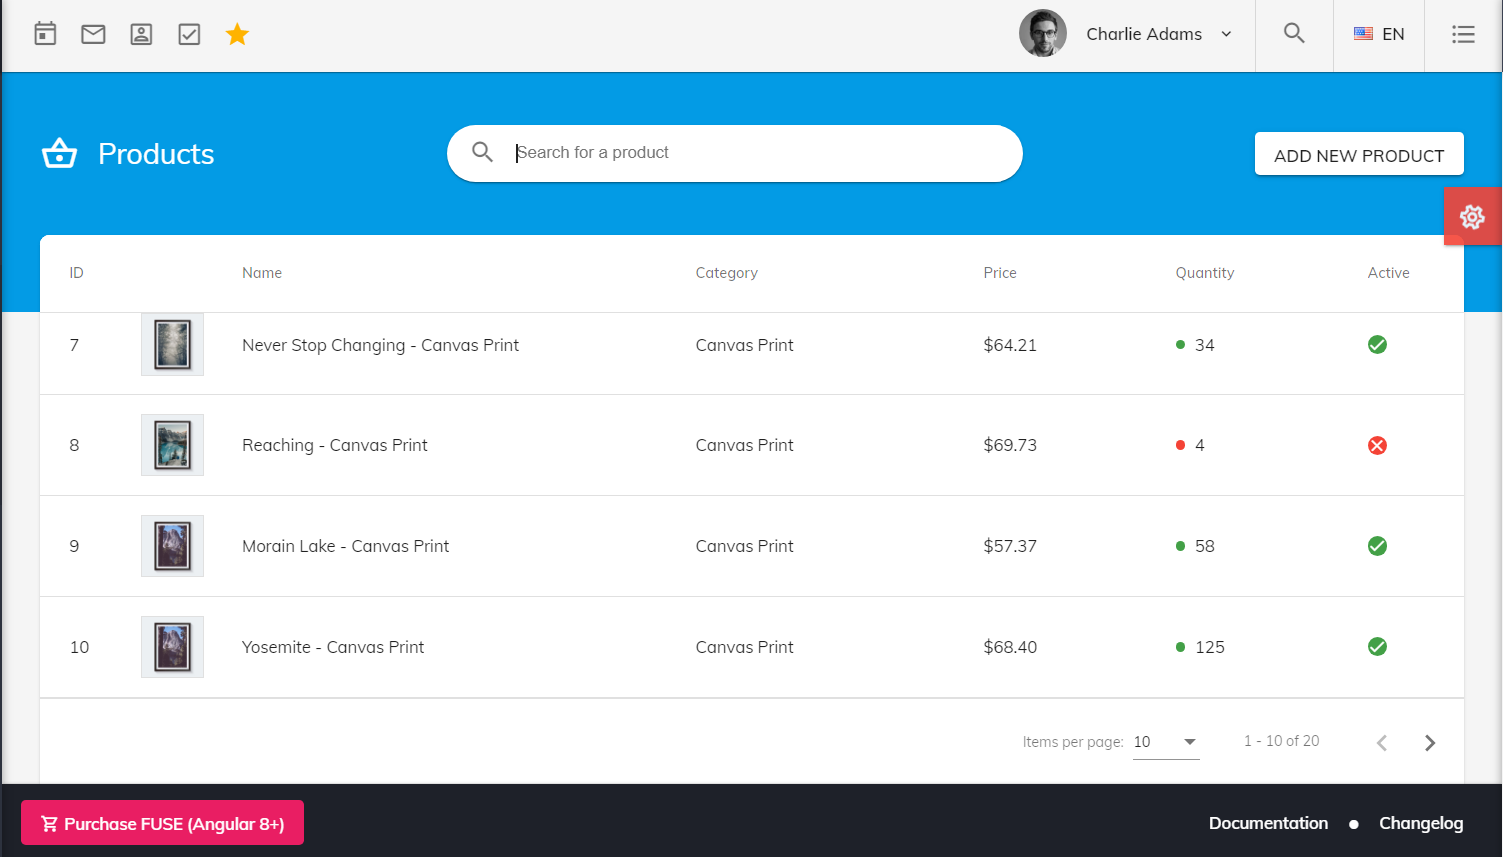 Charlie Adams
EN
Products
Search for a product
ADD NEW PRODUCT
ID Name Category Price Quantity Active
7 Never Stop Changing - Canvas Print Canvas Print $64.21 34
8 Reaching - Canvas Print Canvas Print $69.73 4
9 Morain Lake - Canvas Print Canvas Print $57.37 58
10 Yosemite - Canvas Print Canvas Print $68.40 125
Items per page: 10 1 - 10 of 20
Purchase FUSE (Angular 8+) Documentation Changelog